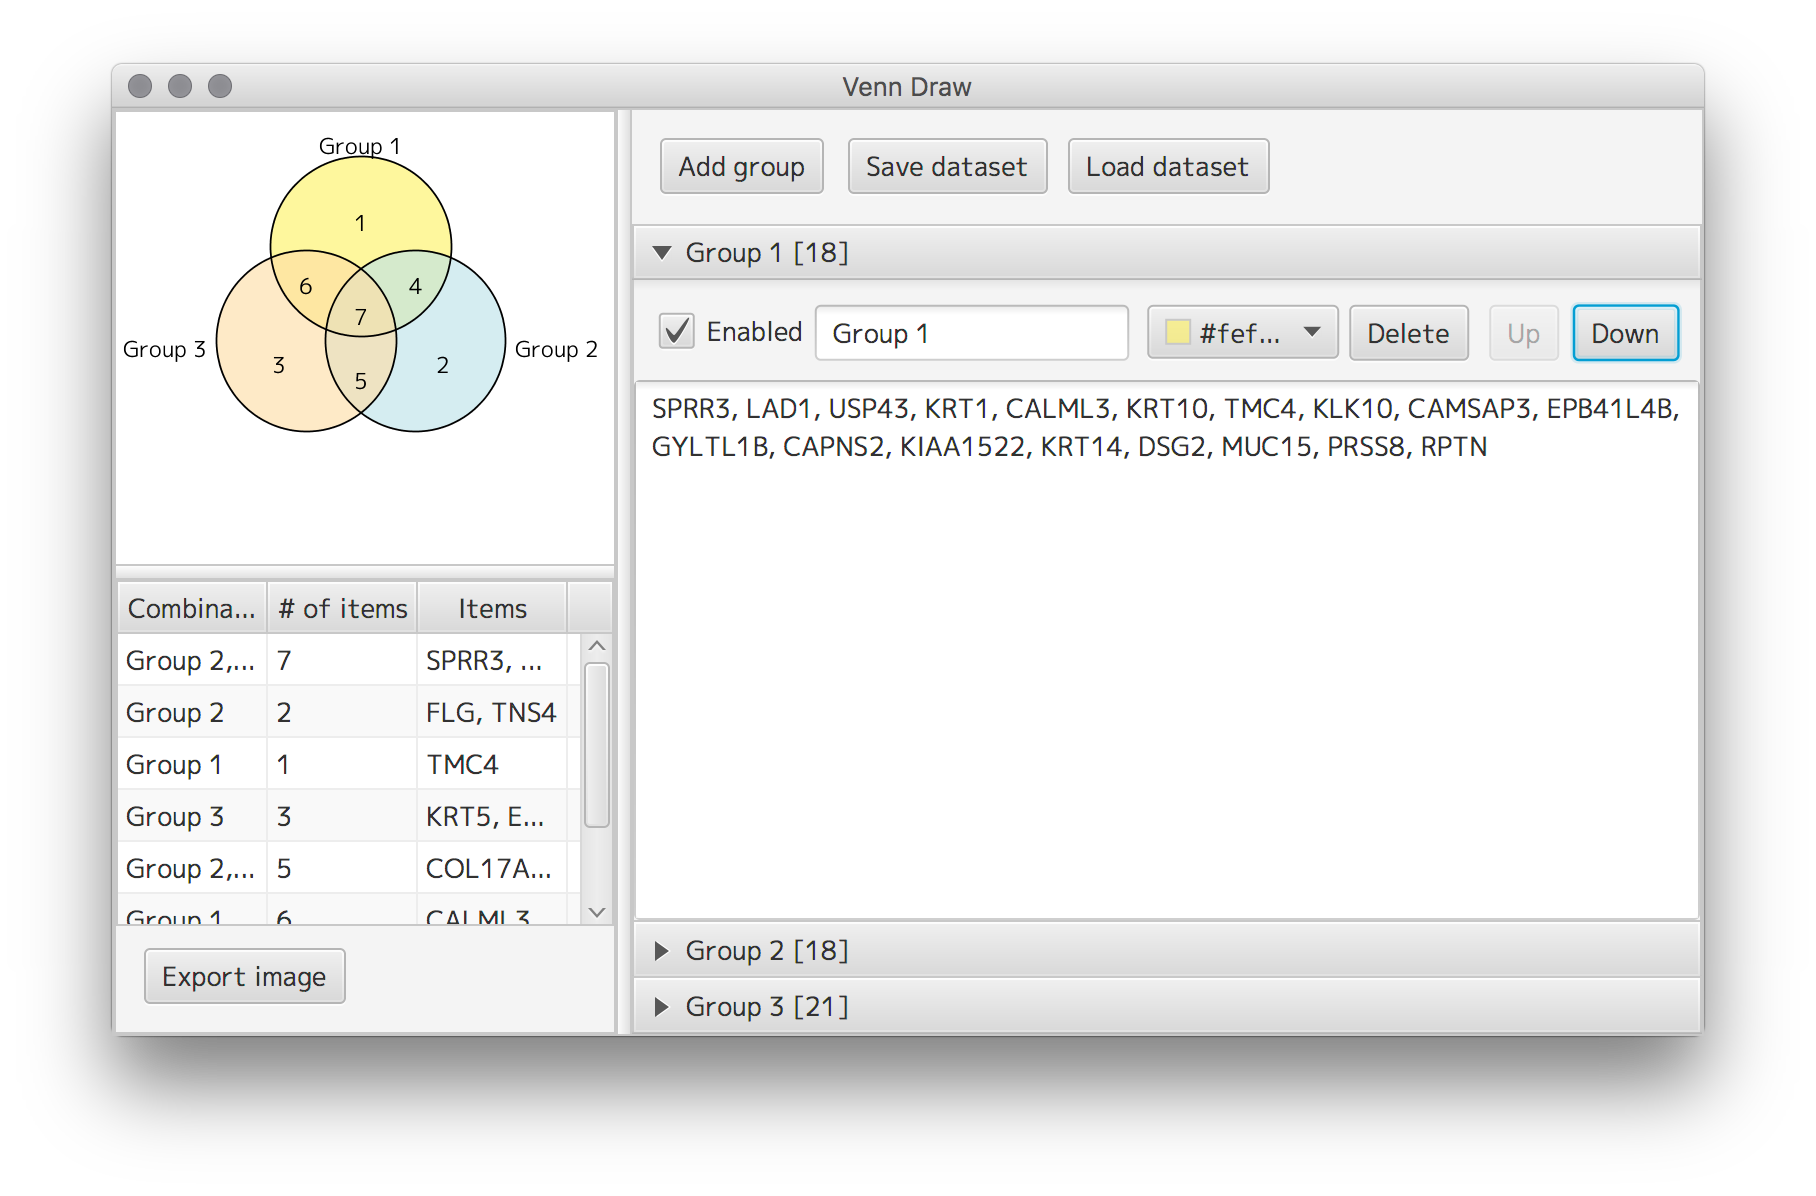 Venn Draw
Group 1
1
6
4
7
Group 3
Group 2
3
2
5
Combina...
# of items
Items
Group 2,...
7
SPRR3, ...
Group 2
2
FLG, TNS4
Group 1
1
TMC4
Group 3
3
KRT5, E...
Group 2,...
5
COL17A...
Group 1
6
CALML3
Export image
Add group
Save dataset
Load dataset
Group 1 [18]
Enabled
Group 1
#fef...
Delete
Up
Down
SPRR3, LAD1, USP43, KRT1, CALML3, KRT10, TMC4, KLK10, CAMSAP3, EPB41L4B,
GYLTL1B, CAPNS2, KIAA1522, KRT14, DSG2, MUC15, PRSS8, RPTN
Group 2 [18]
Group 3 [21]